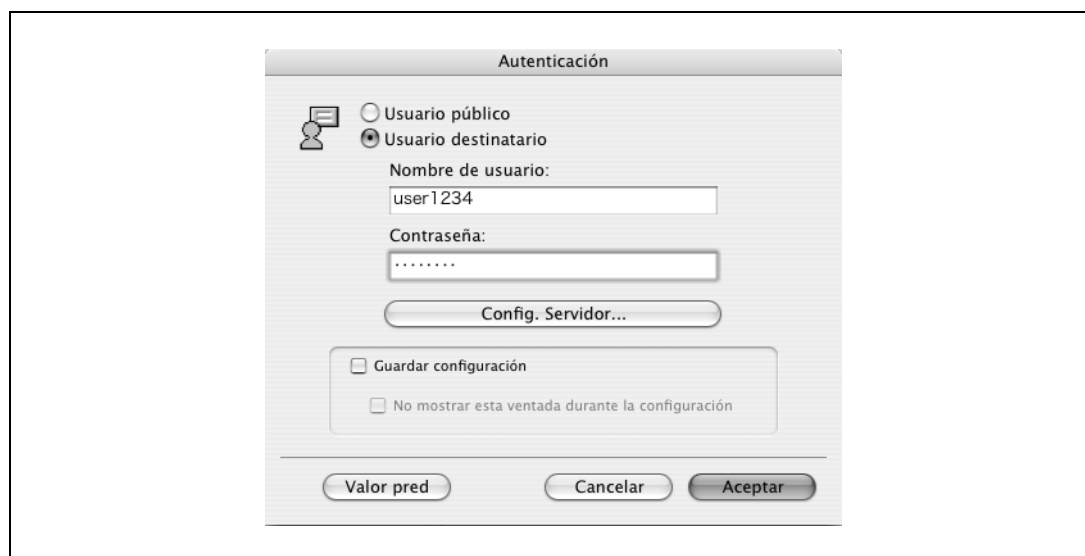 Autenticación
Usuario público
Usuario destinatario
Nombre de usuario:
user1234
Contraseña:
........
Config. Servidor...
Guardar configuración
No mostrar esta ventada durante la configuración
Valor pred Cancelar Aceptar